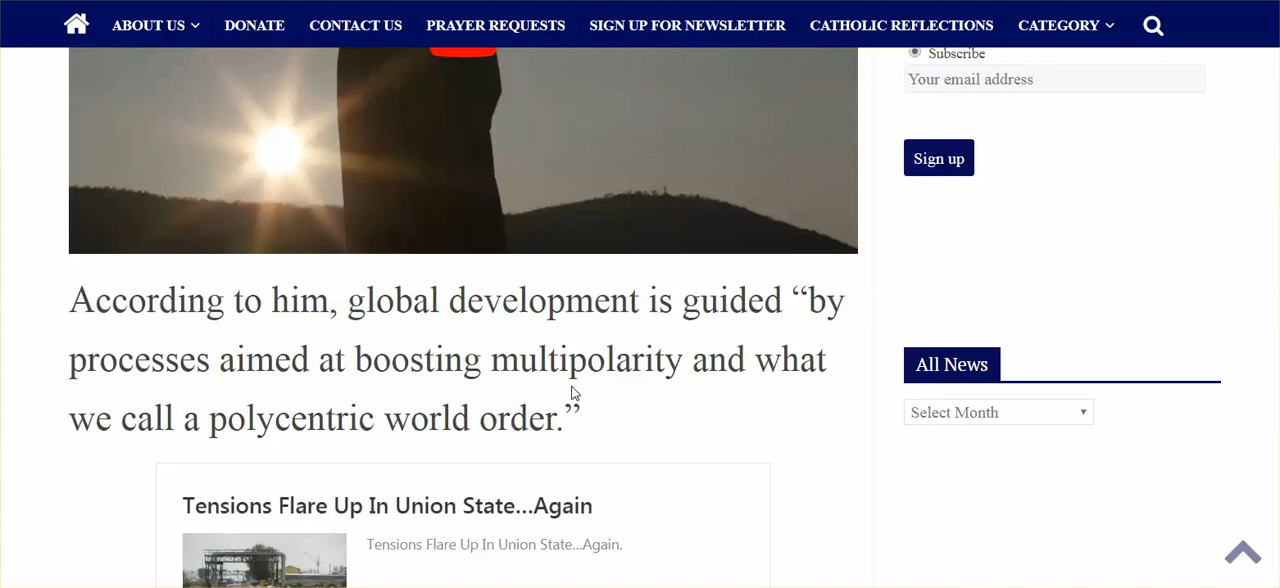 ABOUT US DONATE CONTACT US PRAYER REQUESTS SIGN UP FOR NEWSLETTER CATHOLIC REFLECTIONS CATEGORY
Subscribe
Your email address
Sign up
According to him, global development is guided “by
processes aimed at boosting multipolarity and what
we call a polycentric world order.”
All News
Select Month
Tensions Flare Up In Union State...Again
Tensions Flare Up In Union State...Again.